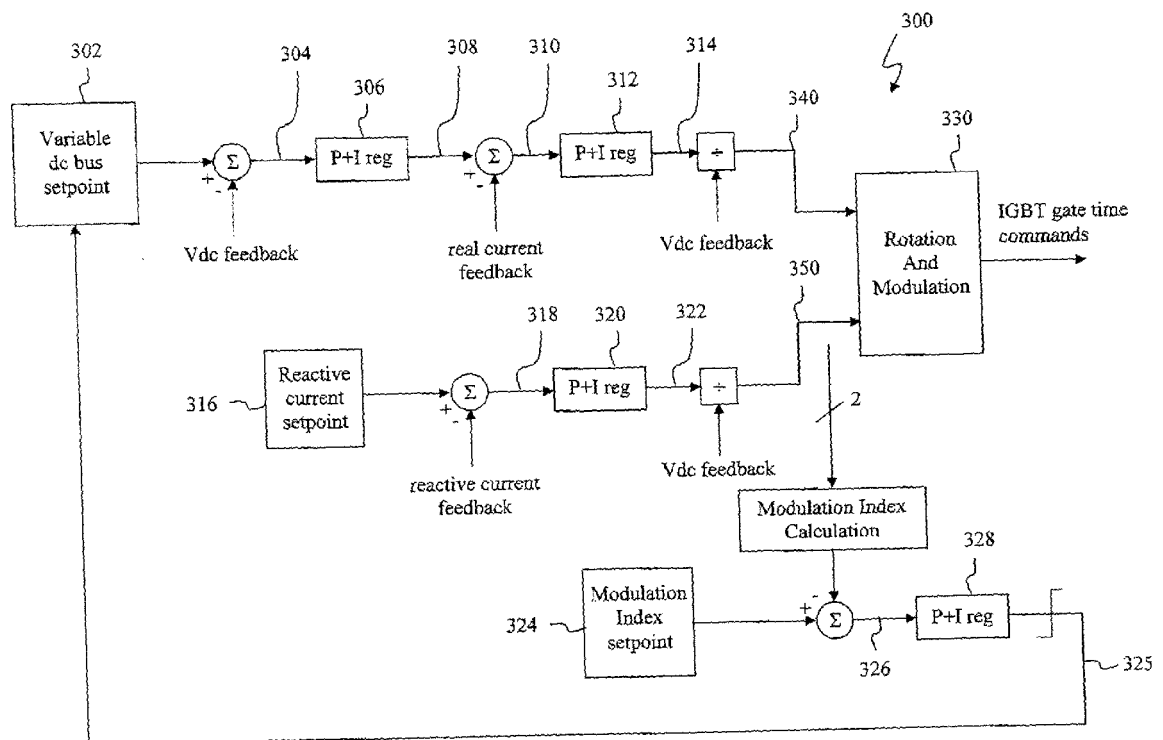 300
302
304
308
310
314
306
312
340
330
Variable
dc bus
setpoint
+
-
Σ
P+I reg
+
-
Σ
P+I reg
÷
Rotation
And
Modulation
IGBT gate time
commands
Vdc feedback
real current
feedback
Vdc feedback
350
318
320
322
316
Reactive
current
setpoint
+
-
Σ
P+I reg
÷
2
reactive current
feedback
Vdc feedback
Modulation Index
Calculation
328
324
Modulation
Index
setpoint
+
-
Σ
P+I reg
326
325